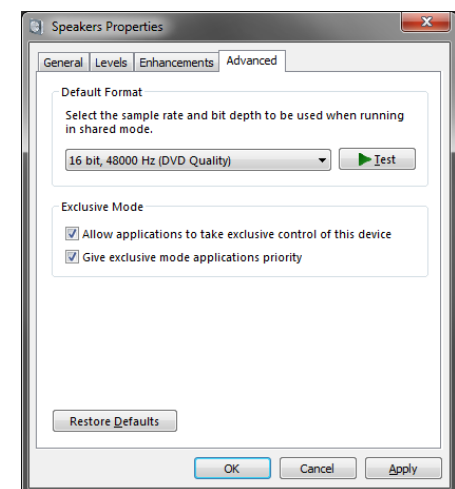 Speakers Properties
General Levels Enhancements Advanced
Default Format
Select the sample rate and bit depth to be used when running
in shared mode.
16 bit, 48000 Hz (DVD Quality)
Test
Exclusive Mode
Allow applications to take exclusive control of this device
Give exclusive mode applications priority
Restore Defaults
OK Cancel Apply